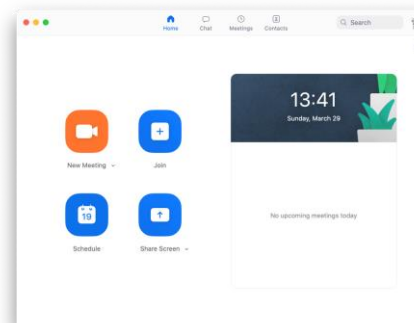 Home Chat Meetings Contacts Search
13:41
Sunday, March 29
New Meeting Join
19
No upcoming meetings today
Schedule Share Screen